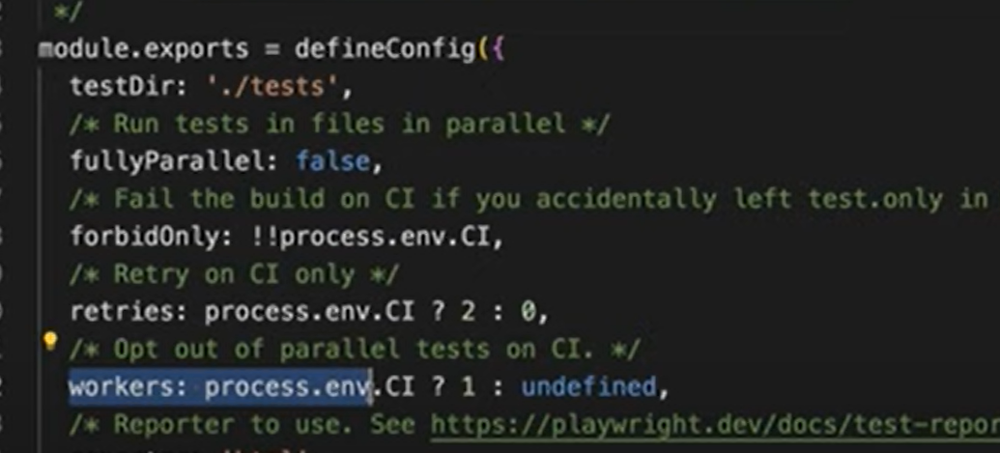 */
module.exports = defineConfig({
testDir: './tests',
/* Run tests in files in parallel */
fullyParallel: false,
/* Fail the build on CI if you accidentally left test.only in
forbidOnly: !!process.env.CI,
/* Retry on CI only */
retries: process.env.CI ? 2 : 0,
/* Opt out of parallel tests on CI. */
workers: process.env.CI ? 1 : undefined,
/* Reporter to use. See https://playwright.dev/docs/test-repor